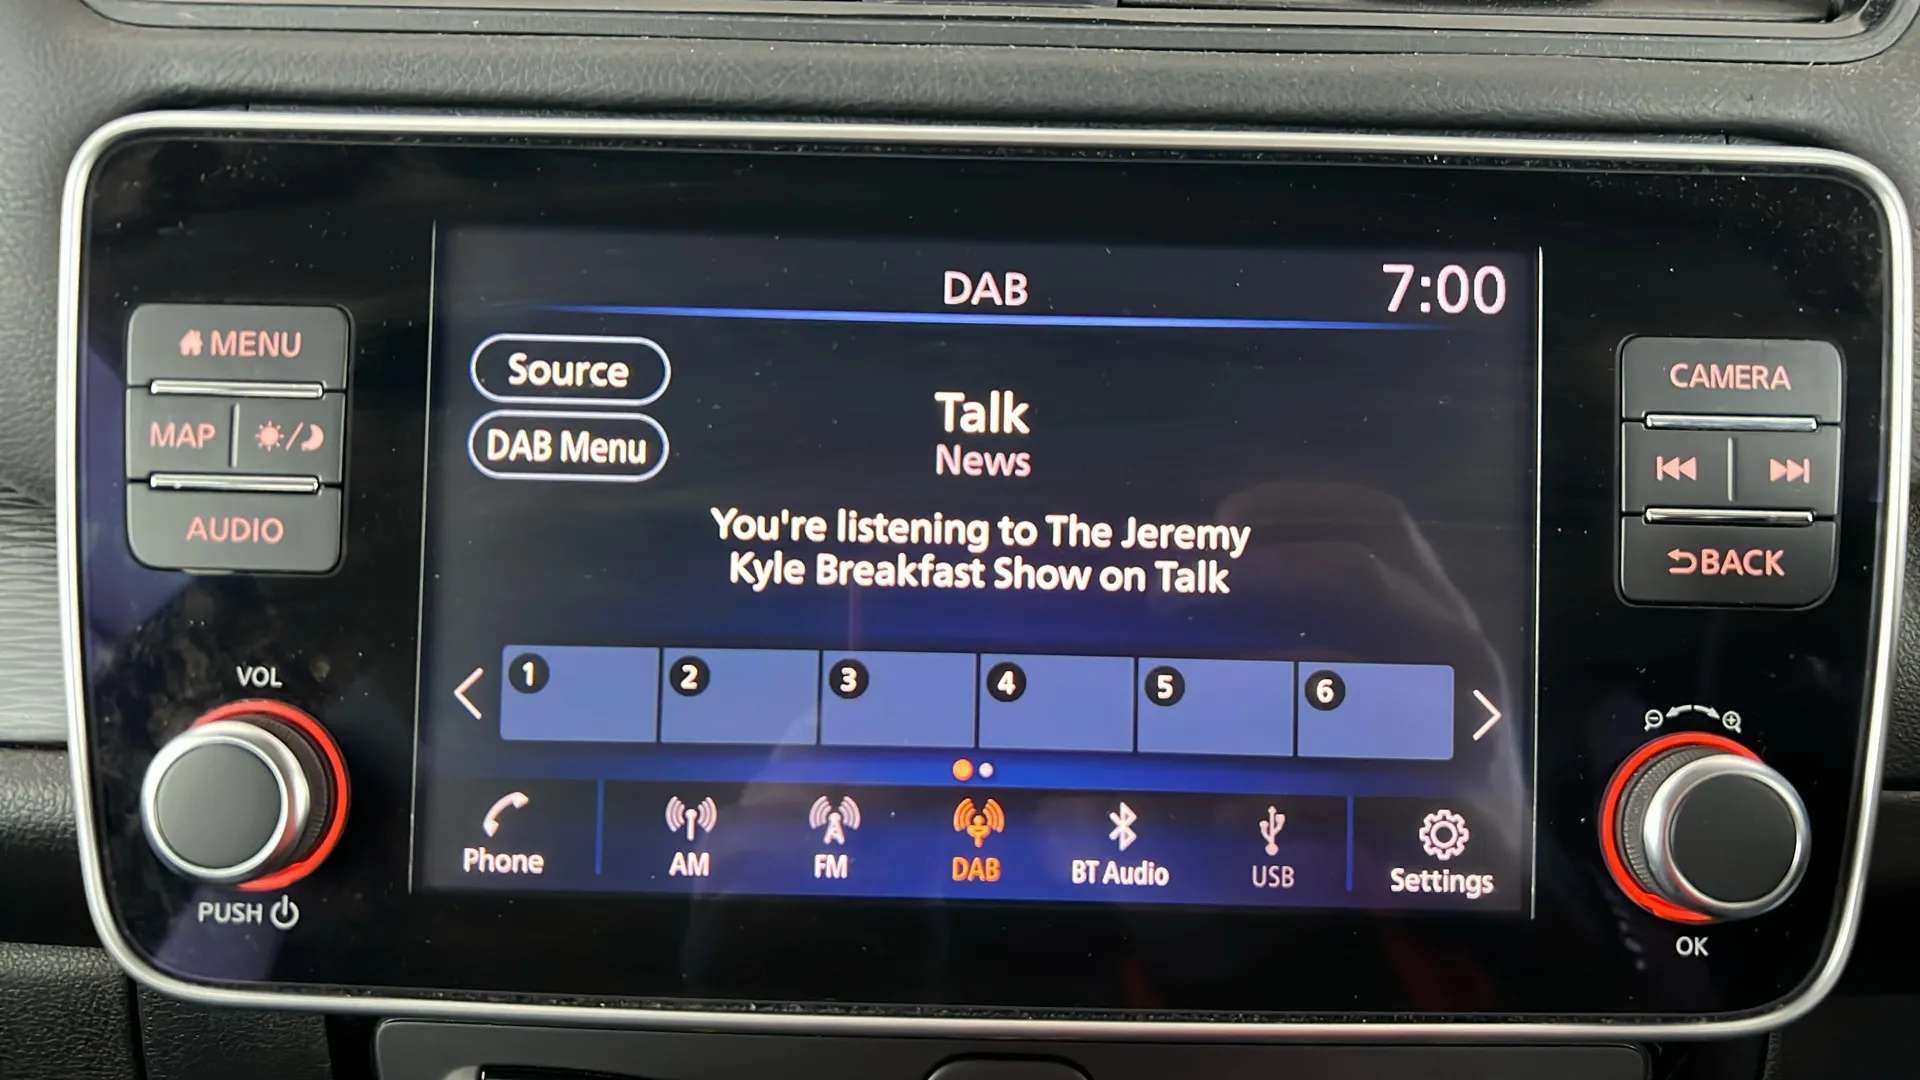 DAB
7:00
MENU
MAP
AUDIO
Source
DAB Menu
Talk
News
You're listening to The Jeremy
Kyle Breakfast Show on Talk
CAMERA
BACK
VOL
PUSH
1 2 3 4 5 6
Phone AM FM DAB BT Audio USB Settings
OK